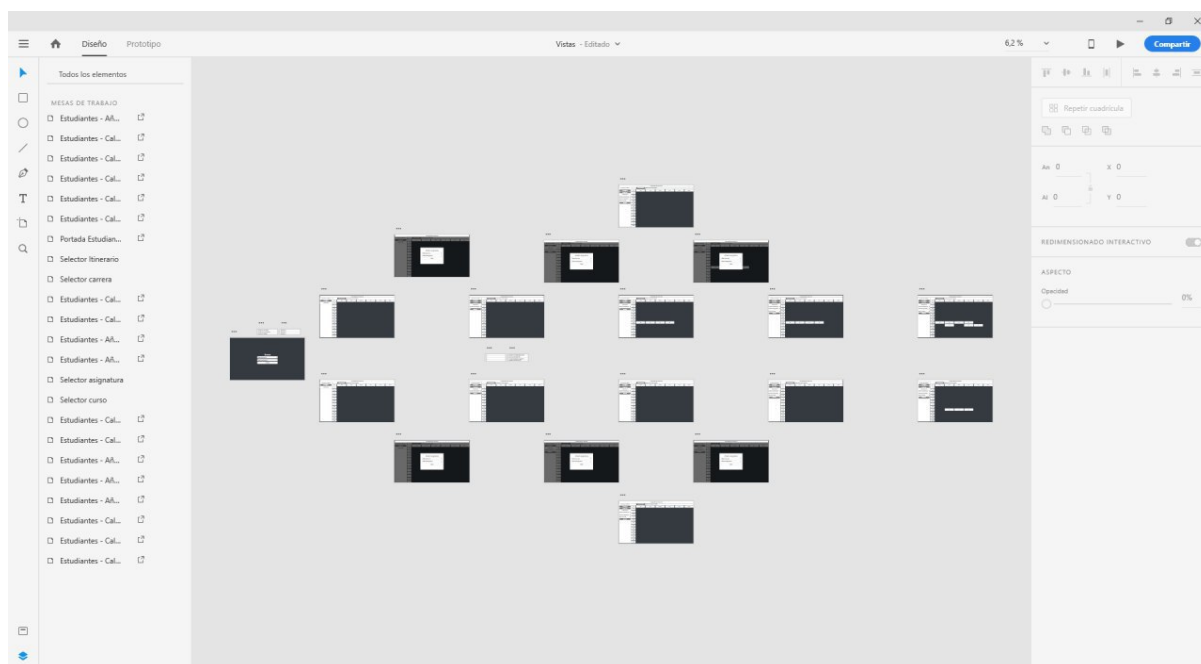 Diseño Prototipo Vistas - Editado 6,2 % Compartir
Todos los elementos
MESAS DE TRABAJO
Estudiantes - Añ...
Estudiantes - Cal...
Estudiantes - Cal...
Estudiantes - Cal...
Estudiantes - Cal...
Estudiantes - Cal...
Portada Estudian...
Selector Itinerario
Selector carrera
Estudiantes - Cal...
Estudiantes - Cal...
Estudiantes - Añ...
Estudiantes - Añ...
Selector asignatura
Selector curso
Estudiantes - Cal...
Estudiantes - Cal...
Estudiantes - Añ...
Estudiantes - Añ...
Estudiantes - Añ...
Estudiantes - Cal...
Estudiantes - Cal...
Estudiantes - Cal...
Repetir cuadrícula
An 0 X 0
Al 0 Y 0
REDIMENSIONADO INTERACTIVO
ASPECTO
Opacidad
0%